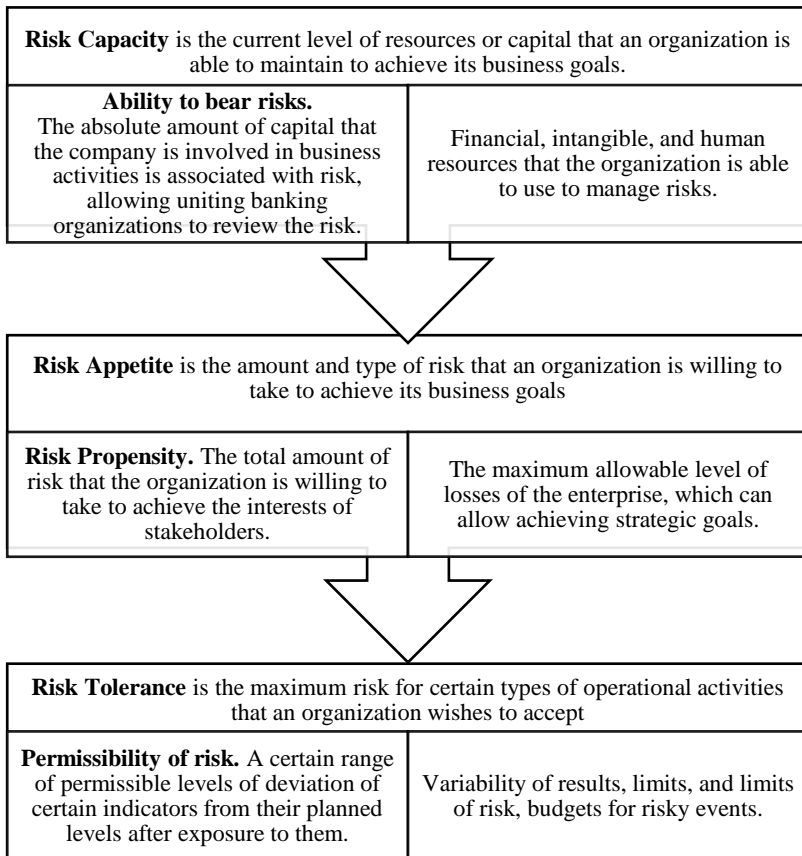 Risk Capacity is the current level of resources or capital that an organization is
able to maintain to achieve its business goals.
Ability to bear risks.
The absolute amount of capital that
the company is involved in business
activities is associated with risk,
allowing uniting banking
organizations to review the risk.
Financial, intangible, and human
resources that the organization is able
to use to manage risks.
Risk Appetite is the amount and type of risk that an organization is willing to
take to achieve its business goals
Risk Propensity. The total amount of
risk that the organization is willing to
take to achieve the interests of
stakeholders.
The maximum allowable level of
losses of the enterprise, which can
allow achieving strategic goals.
Risk Tolerance is the maximum risk for certain types of operational activities
that an organization wishes to accept
Permissibility of risk. A certain range
of permissible levels of deviation of
certain indicators from their planned
levels after exposure to them.
Variability of results, limits, and limits
of risk, budgets for risky events.